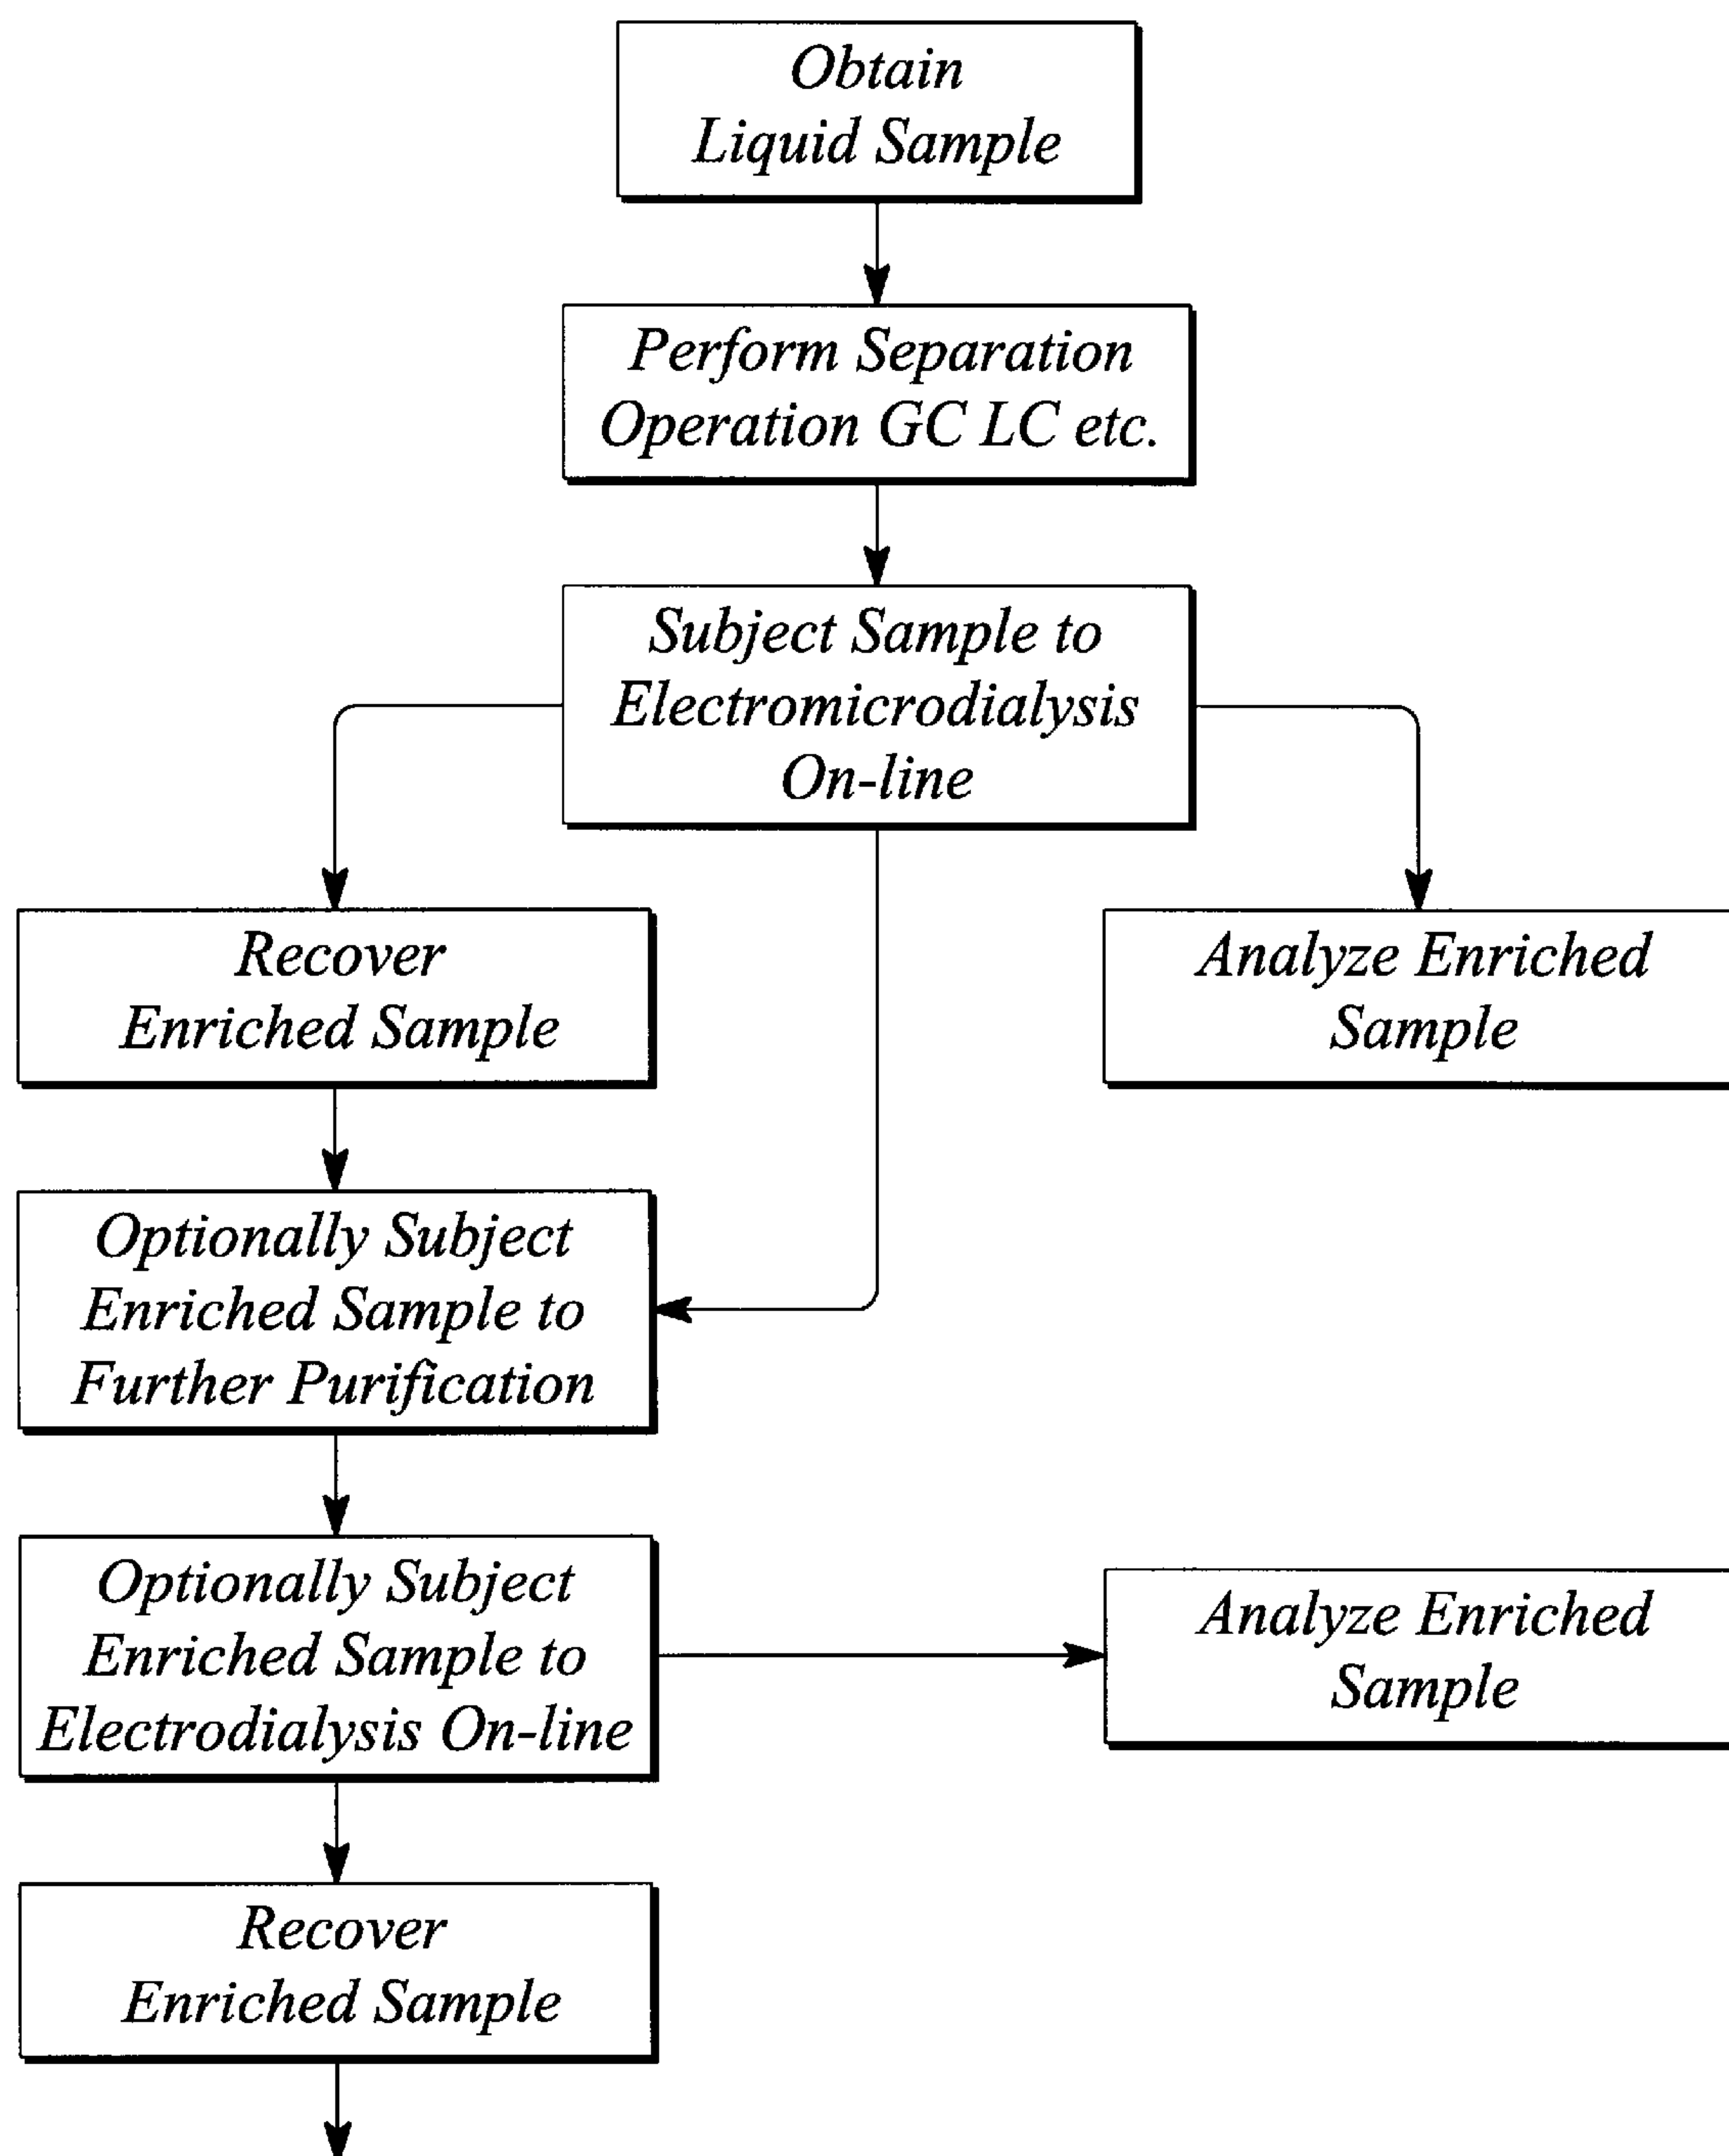 Obtain
Liquid Sample
Perform Separation
Operation GC LC etc.
Subject Sample to
Electromicrodialysis
On-line
Recover
Enriched Sample
Analyze Enriched
Sample
Optionally Subject
Enriched Sample to
Further Purification
Optionally Subject
Enriched Sample to
Electrodialysis On-line
Analyze Enriched
Sample
Recover
Enriched Sample